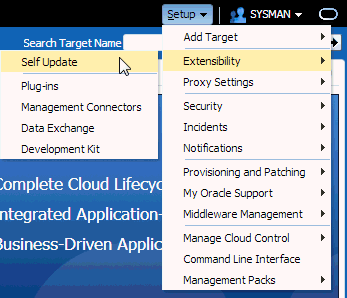 Setup SYSMAN
Search Target Name
Add Target
Extensibility
Proxy Settings
Security
Incidents
Notifications
Provisioning and Patching
My Oracle Support
Middleware Management
Manage Cloud Control
Command Line Interface
Management Packs
Self Update
Plug-ins
Management Connectors
Data Exchange
Development Kit
Complete Cloud Lifecyc
Integrated Application-
Business-Driven Applic